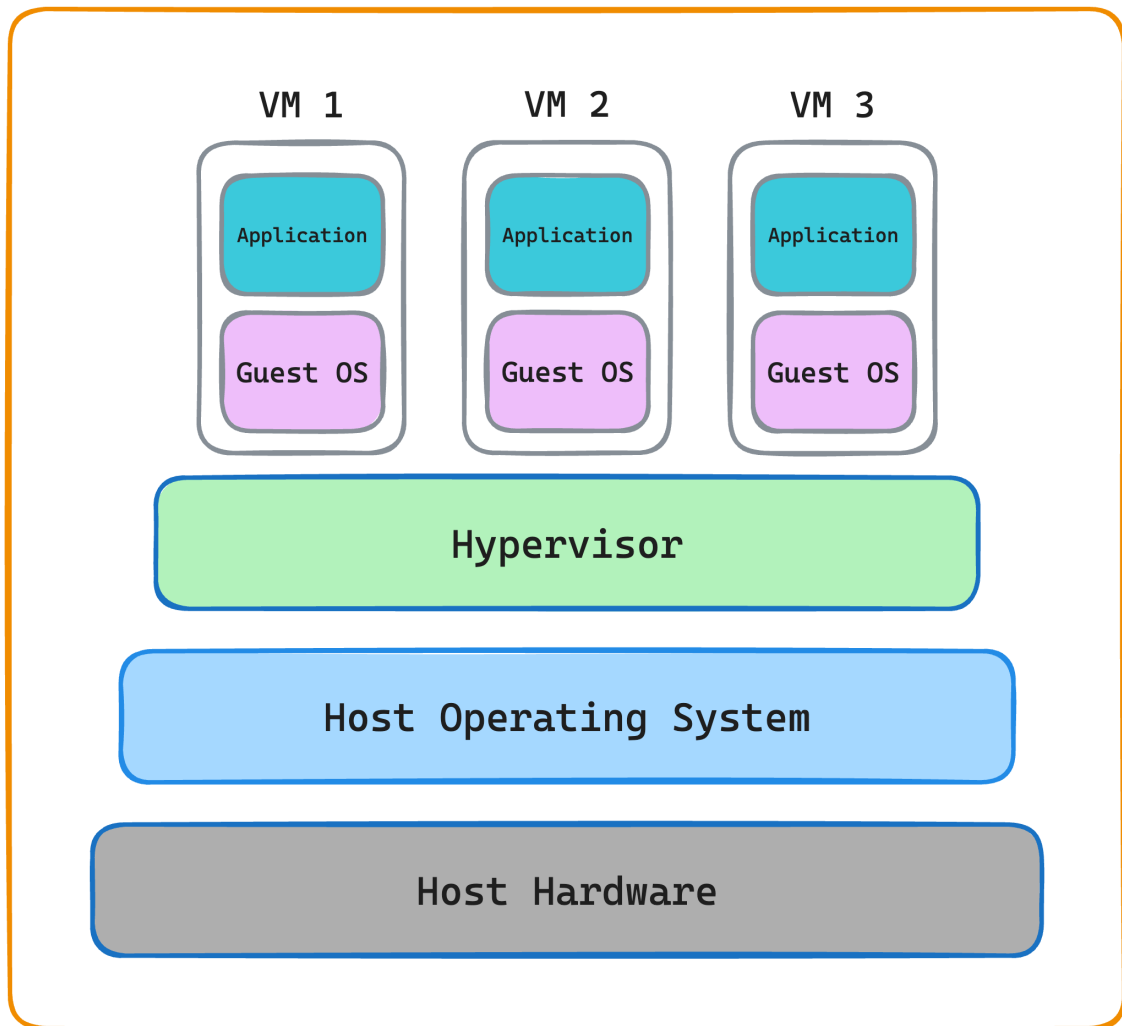 VM 1 VM 2 VM 3
Application Application Application
Guest OS Guest OS Guest OS
Hypervisor
Host Operating System
Host Hardware